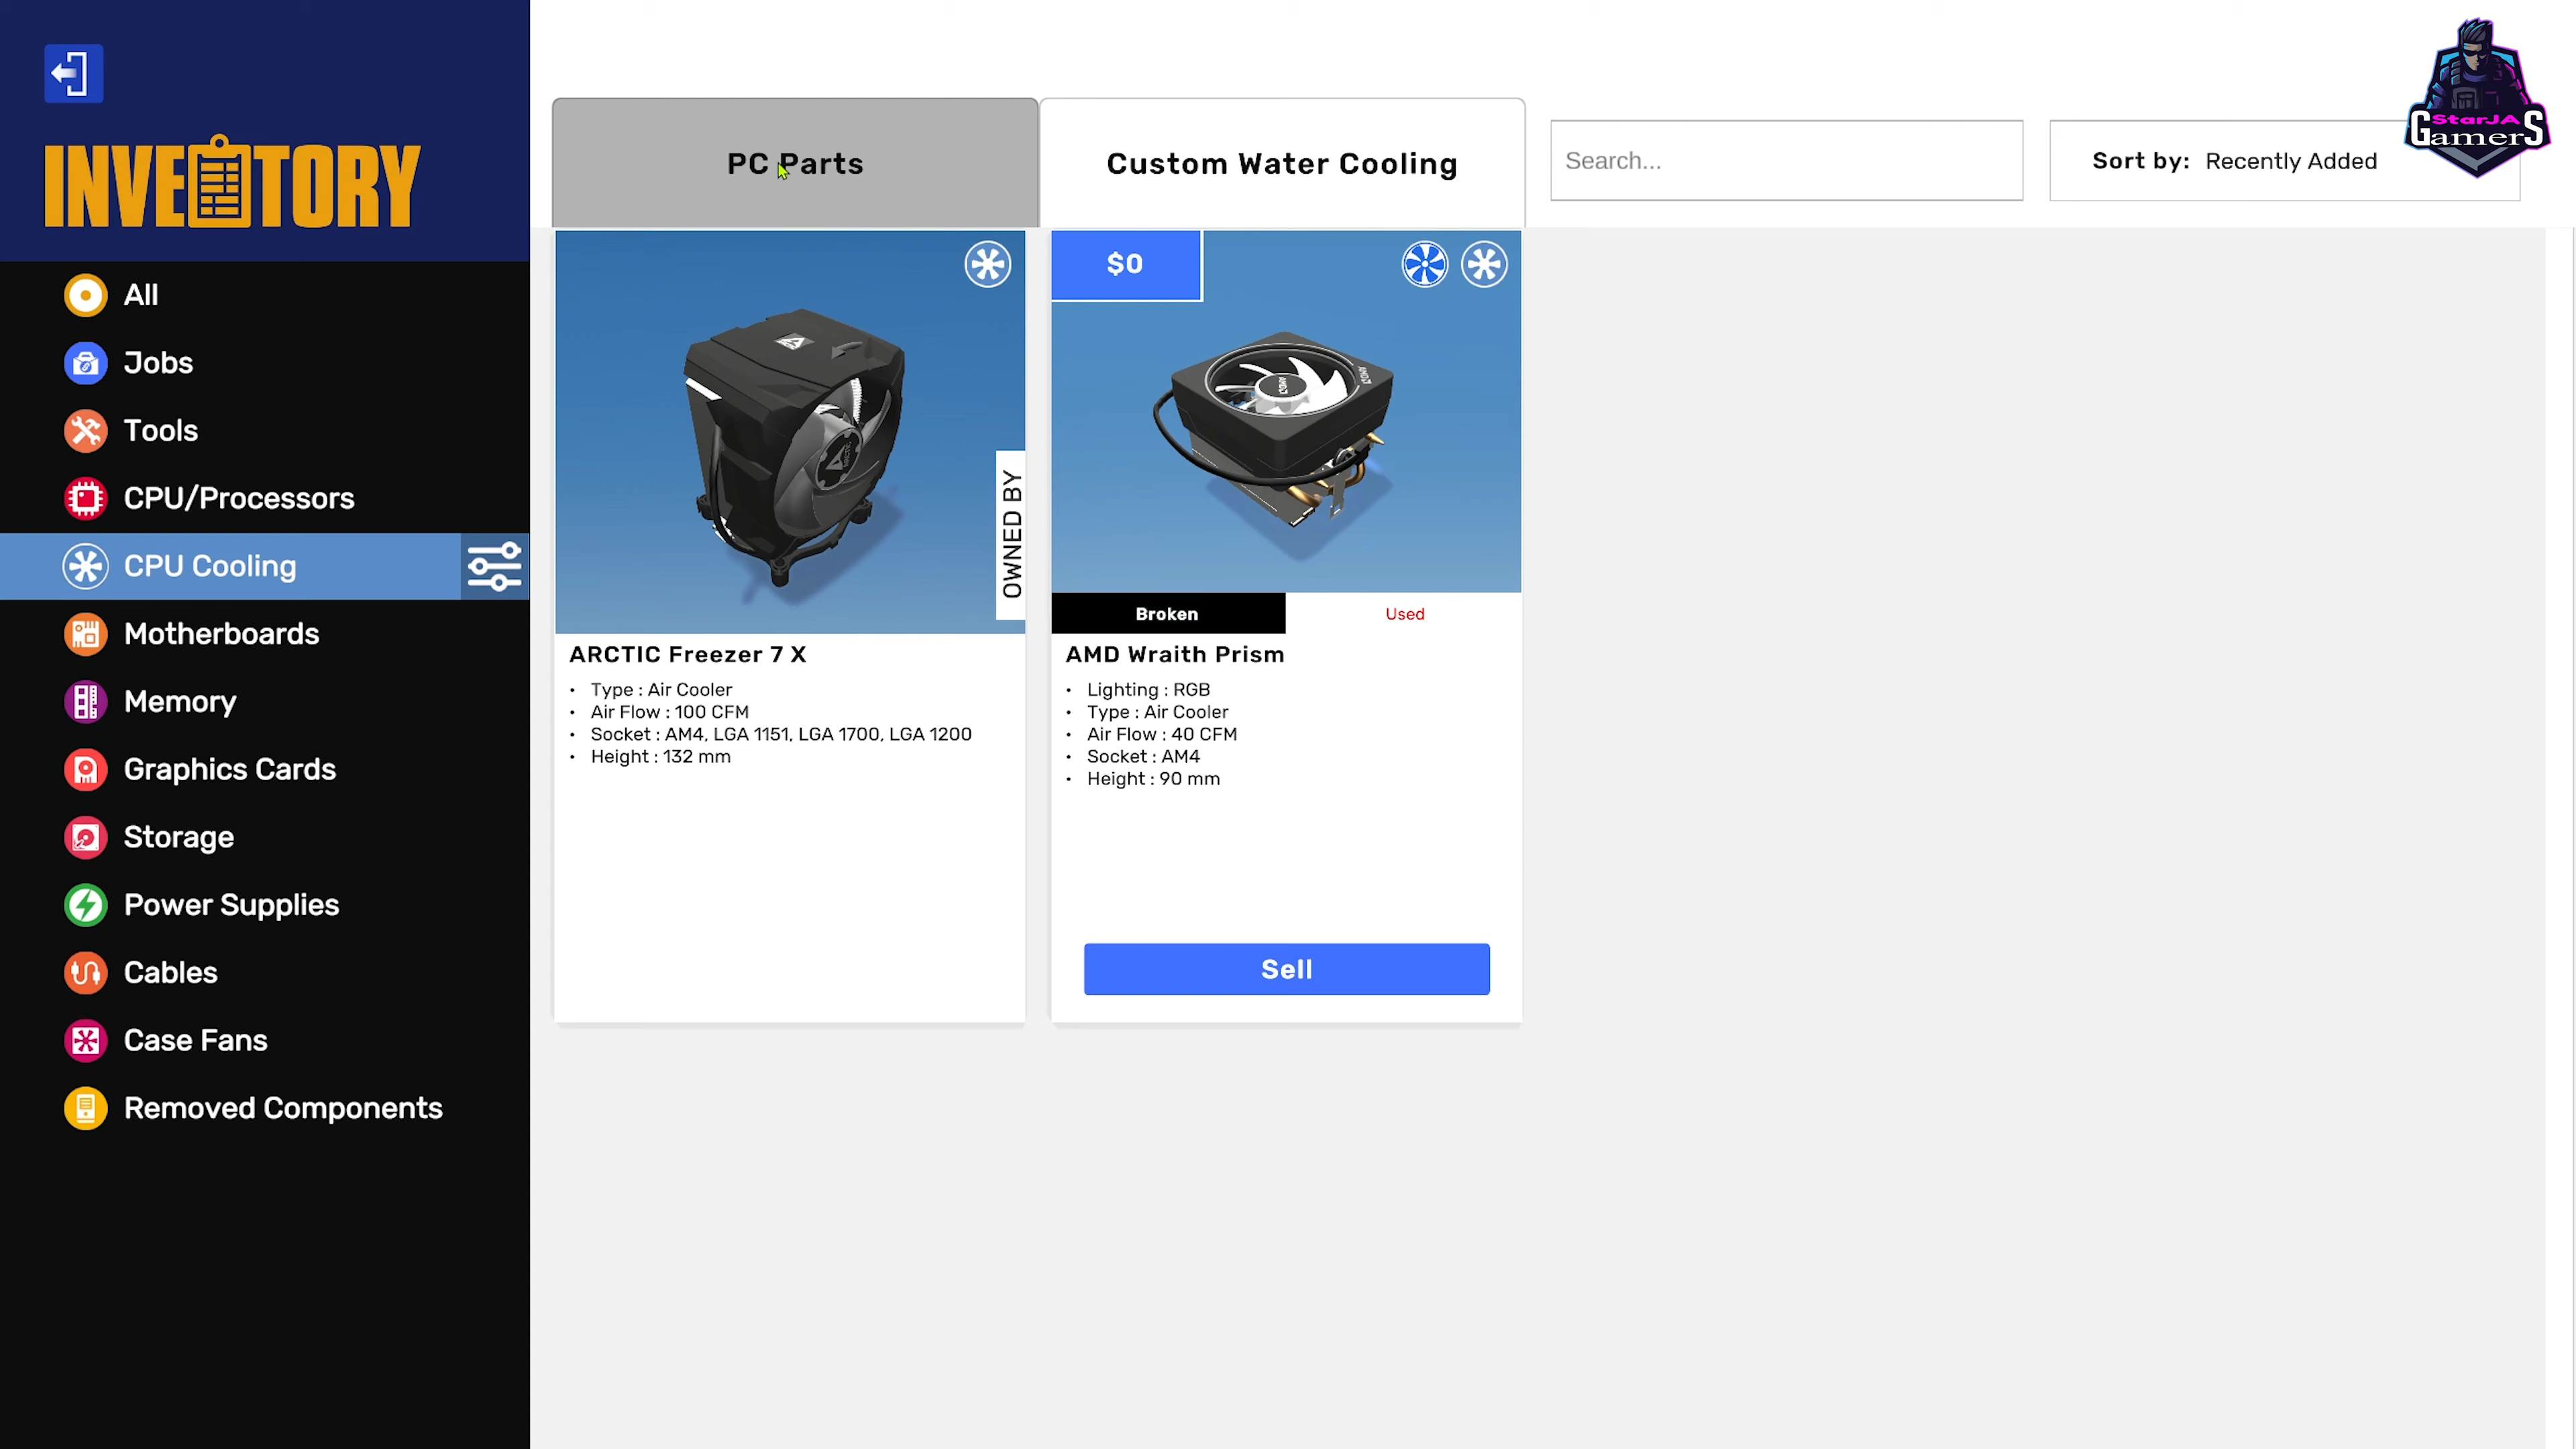 INVENTORY
All
Jobs
Tools
CPU/Processors
CPU Cooling
Motherboards
Memory
Graphics Cards
Storage
Power Supplies
Cables
Case Fans
Removed Components
PC Parts
Custom Water Cooling
Search...
Sort by: Recently Added
StarJA
GamerS
ARCTIC
OWNED BY
ARCTIC Freezer 7 X
• Type : Air Cooler
• Air Flow : 100 CFM
• Socket : AM4, LGA 1151, LGA 1700, LGA 1200
• Height : 132 mm
$0
Broken
Used
AMD Wraith Prism
• Lighting : RGB
• Type : Air Cooler
• Air Flow : 40 CFM
• Socket : AM4
• Height : 90 mm
Sell